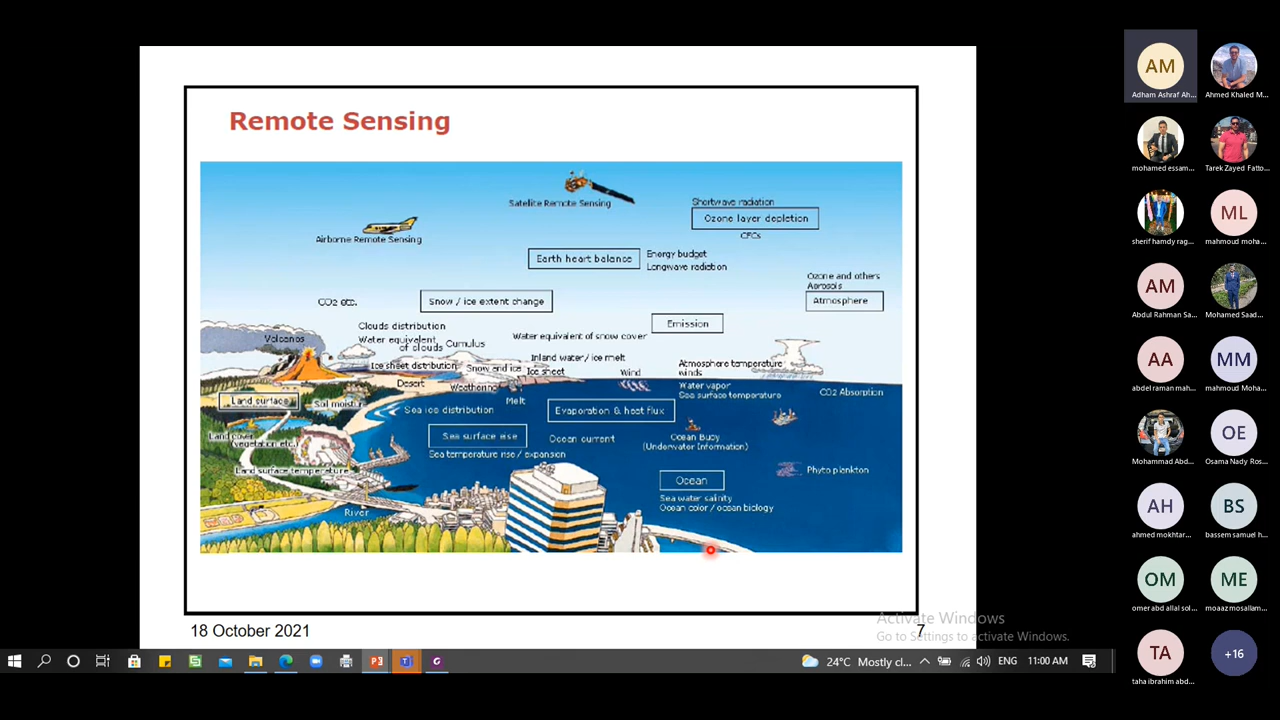 Remote Sensing
Satelite Remote Sensing
Airborne Remote Sensing
Shortwave radiation
Ozone layer depletion
CFCs
Earth heart balance
Energy budget
Longwave radiation
Ozone and others
Aerosols
Atmosphere
CO2 etc.
Snow / ice extent change
Emission
Clouds distribution
Water equivalent
of clouds
Cumulus
Water equivalent of snow cover
Volcanos
Ice sheet distribution
Snow and ice
Inland water / ice melt
Ice sheet
Wind
Atmosphere temperature
winds
Desert
Weathering
Melt
Water vapor
Sea surface temperature
CO2 Absorption
Land surface
Soil moistur
Sea ice distribution
Evaporation & heat flux
Land cover
(vegetation etc.)
Sea surface rise
Ocean current
Ocean Buoy
(Underwater Information)
Sea temperature rise / expansion
Land surface temperature
Phyto plankton
Ocean
Sea water salinity
Ocean color / ocean biology
River
18 October 2021
7
Activate Windows
Go to Settings to activate Windows.
24°C Mostly cl...
ENG
11:00 AM
AM
Adham Ashraf Ah...
Ahmed Khaled M...
mohamed essam...
Tarek Zayed Fatto...
sherif hamdy rag...
ML
mahmoud moha...
AM
Abdul Rahman Sa...
Mohamed Saad...
AA
abdel raman mah...
MM
mahmoud Moha...
Mohammad Abd...
OE
Osama Nady Ros...
AH
ahmed mokhtar...
BS
bassem samuel h...
OM
omer abd allal sol...
ME
moaaz mosallam...
TA
taha ibrahim abd...
+16